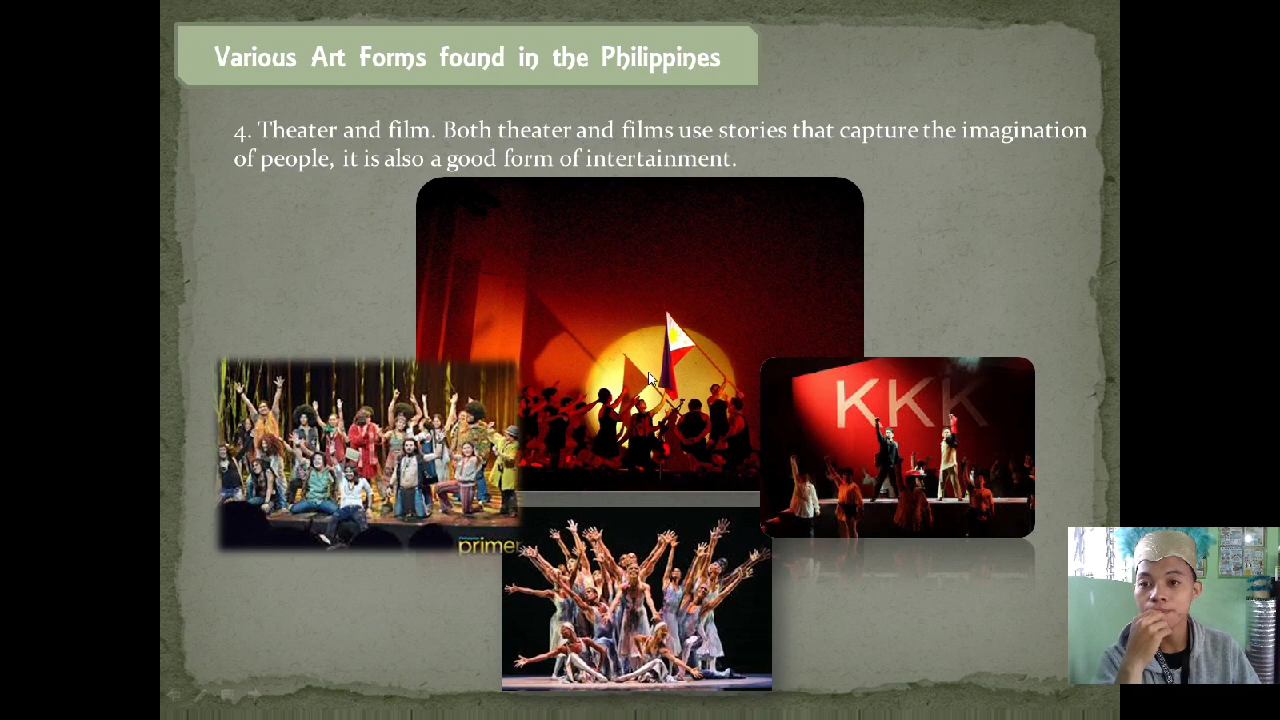 Various Art Forms found in the Philippines
4. Theater and film. Both theater and films use stories that capture the imagination
of people, it is also a good form of intertainment.
KKK
primer